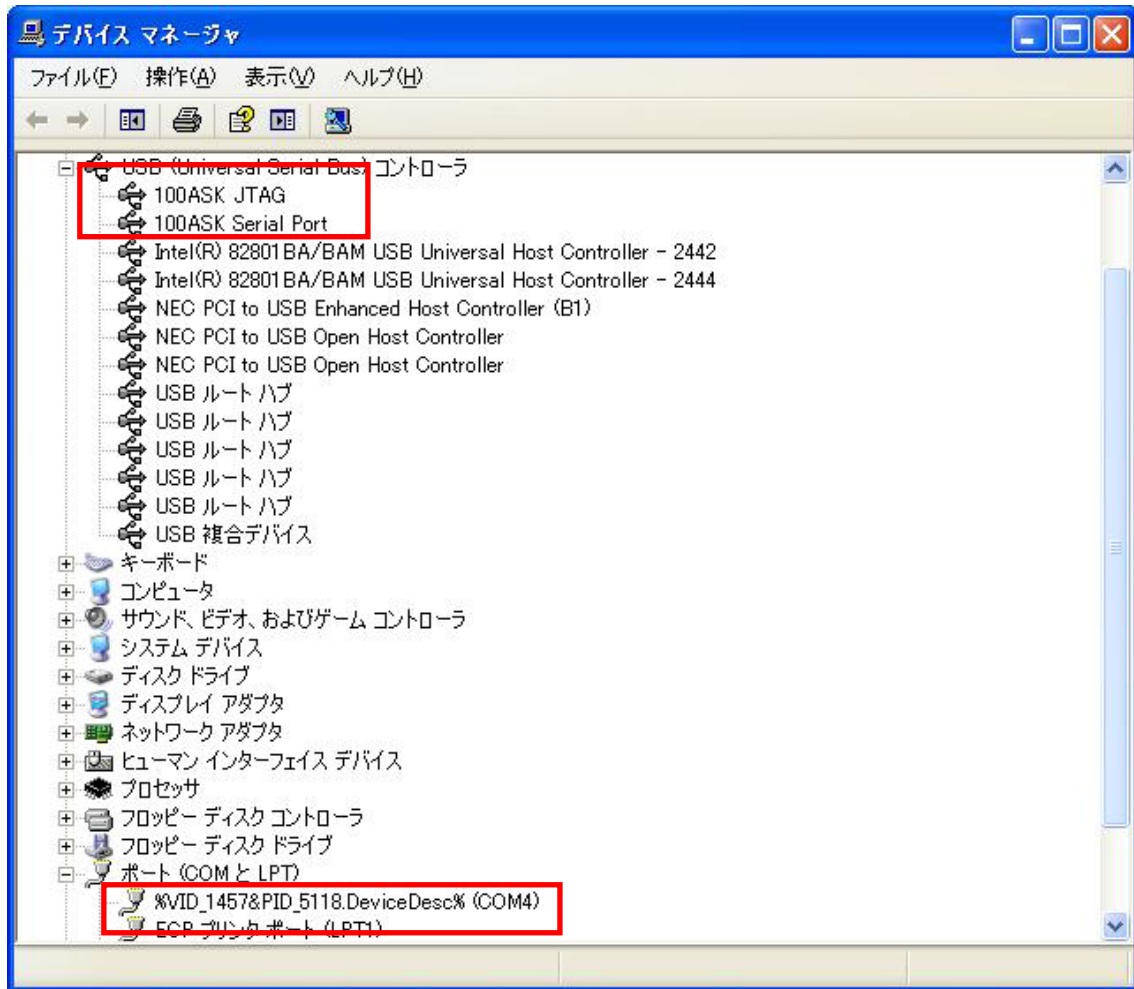 デバイス マネージャ
ファイル(F) 操作(A) 表示(V) ヘルプ(H)
USB (Universal Serial Bus) コントローラ
100ASK JTAG
100ASK Serial Port
Intel(R) 82801BA/BAM USB Universal Host Controller - 2442
Intel(R) 82801BA/BAM USB Universal Host Controller - 2444
NEC PCI to USB Enhanced Host Controller (B1)
NEC PCI to USB Open Host Controller
NEC PCI to USB Open Host Controller
USB ルート ハブ
USB ルート ハブ
USB ルート ハブ
USB ルート ハブ
USB ルート ハブ
USB 複合デバイス
キーボード
コンピュータ
サウンド、ビデオ、およびゲーム コントローラ
システム デバイス
ディスク ドライブ
ディスプレイ アダプタ
ネットワーク アダプタ
ヒューマン インターフェイス デバイス
プロセッサ
フロッピー ディスク コントローラ
フロッピー ディスク ドライブ
ポート (COM と LPT)
%VID_1457&PID_5118.DeviceDesc% (COM4)
ECP プリンタ ポート (LPT1)